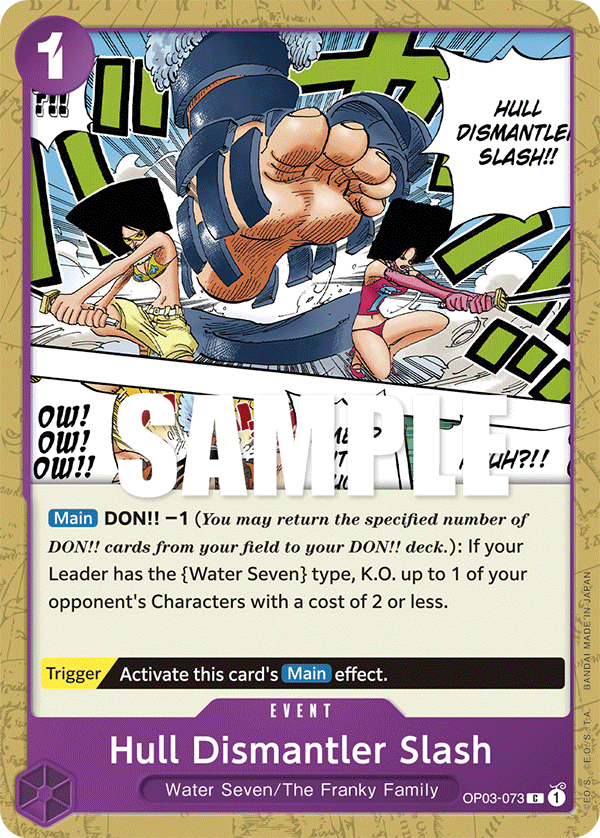 1
HULL
DISMANTLE
SLASH!!
OW!
OW!
OW!!
SAMPLE
Main DON!! −1 (You may return the specified number of
DON!! cards from your field to your DON!! deck.): If your
Leader has the {Water Seven} type, K.O. up to 1 of your
opponent's Characters with a cost of 2 or less.
Trigger Activate this card's Main effect.
EVENT
Hull Dismantler Slash
Water Seven/The Franky Family
OP03-073 C 1
©E.O./S., T.A. BANDAI MADE IN JAPAN